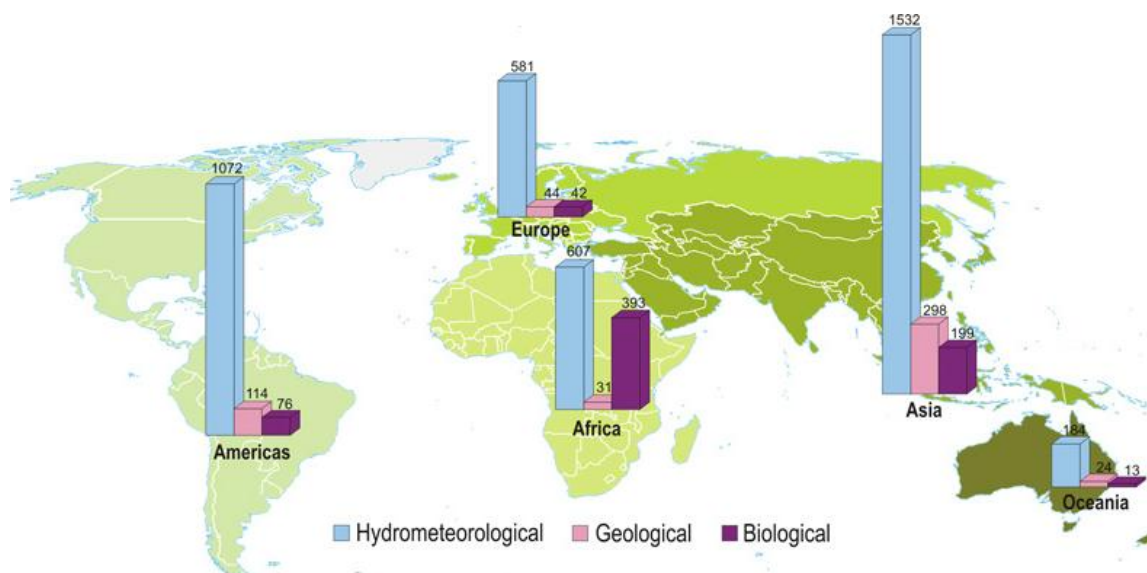 1532
581
1072
44 42
Europe
607
393
298
199
114
76
31
Americas
Africa
Asia
184
24
13
Oceania
Hydrometeorological Geological Biological